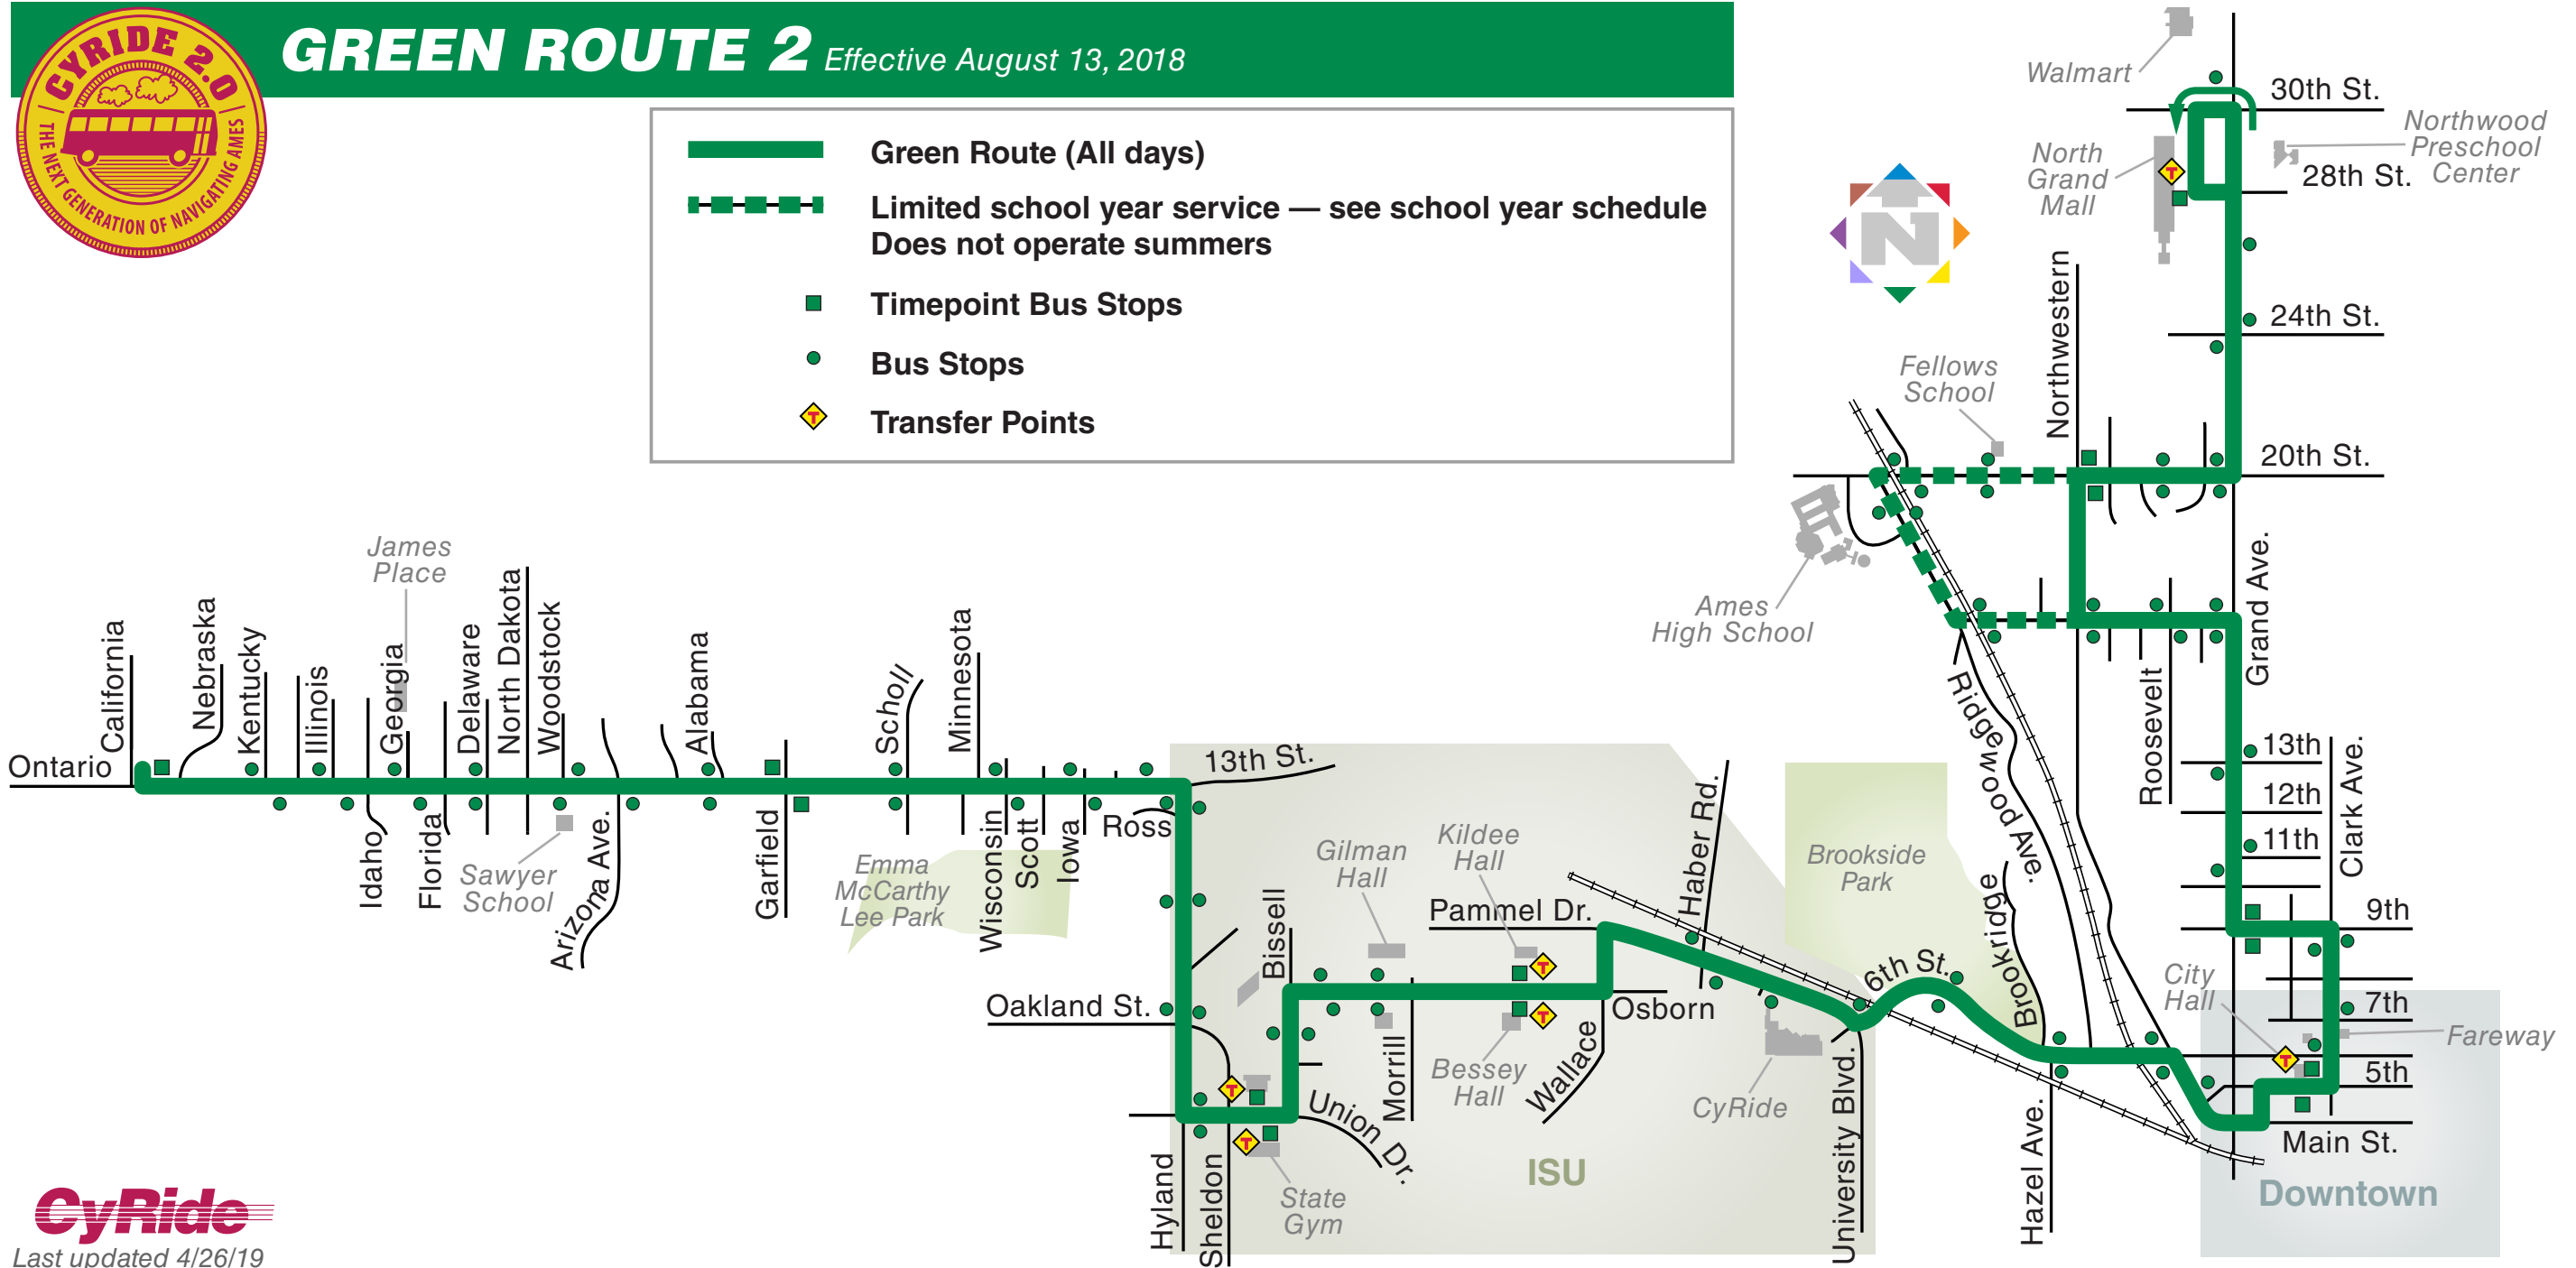 CYRIDE 2.0
THE NEXT GENERATION OF NAVIGATING AMES
GREEN ROUTE 2 Effective August 13, 2018
Green Route (All days)
Limited school year service — see school year schedule
Does not operate summers
Timepoint Bus Stops
Bus Stops
T
Transfer Points
N
Walmart
30th St.
Northwood
Preschool
Center
North
Grand
Mall
T
28th St.
24th St.
Northwestern
Fellows
School
20th St.
Ames
High School
Grand Ave.
Ridgewood Ave.
Roosevelt
13th
12th
11th
Clark Ave.
9th
City
Hall
7th
Fareway
T
5th
Main St.
Downtown
James
Place
California
Nebraska
Kentucky
Illinois
Georgia
Delaware
North Dakota
Woodstock
Alabama
Scholl
Minnesota
Ontario
13th St.
Idaho
Florida
Sawyer
School
Arizona Ave.
Garfield
Emma
McCarthy
Lee Park
Wisconsin
Scott
Iowa
Ross
Oakland St.
Bissell
Gilman
Hall
Kildee
Hall
Pammel Dr.
Haber Rd.
Brookside
Park
Brookridge
6th St.
T
Osborn
T
T
Union Dr.
Morrill
Bessey
Hall
Wallace
CyRide
University Blvd.
Hazel Ave.
T
Hyland
Sheldon
State
Gym
ISU
CyRide
Last updated 4/26/19